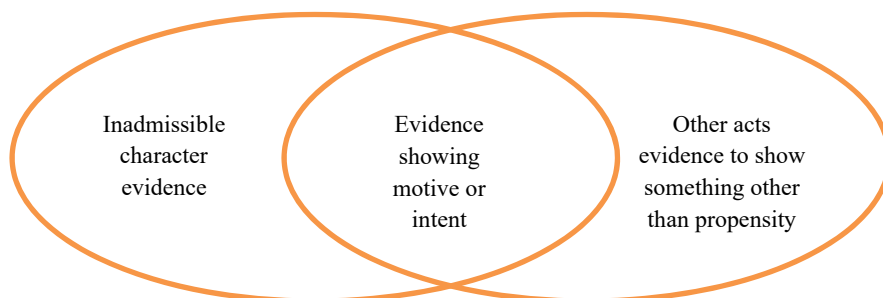 Inadmissible
character
evidence
Evidence
showing
motive or
intent
Other acts
evidence to show
something other
than propensity